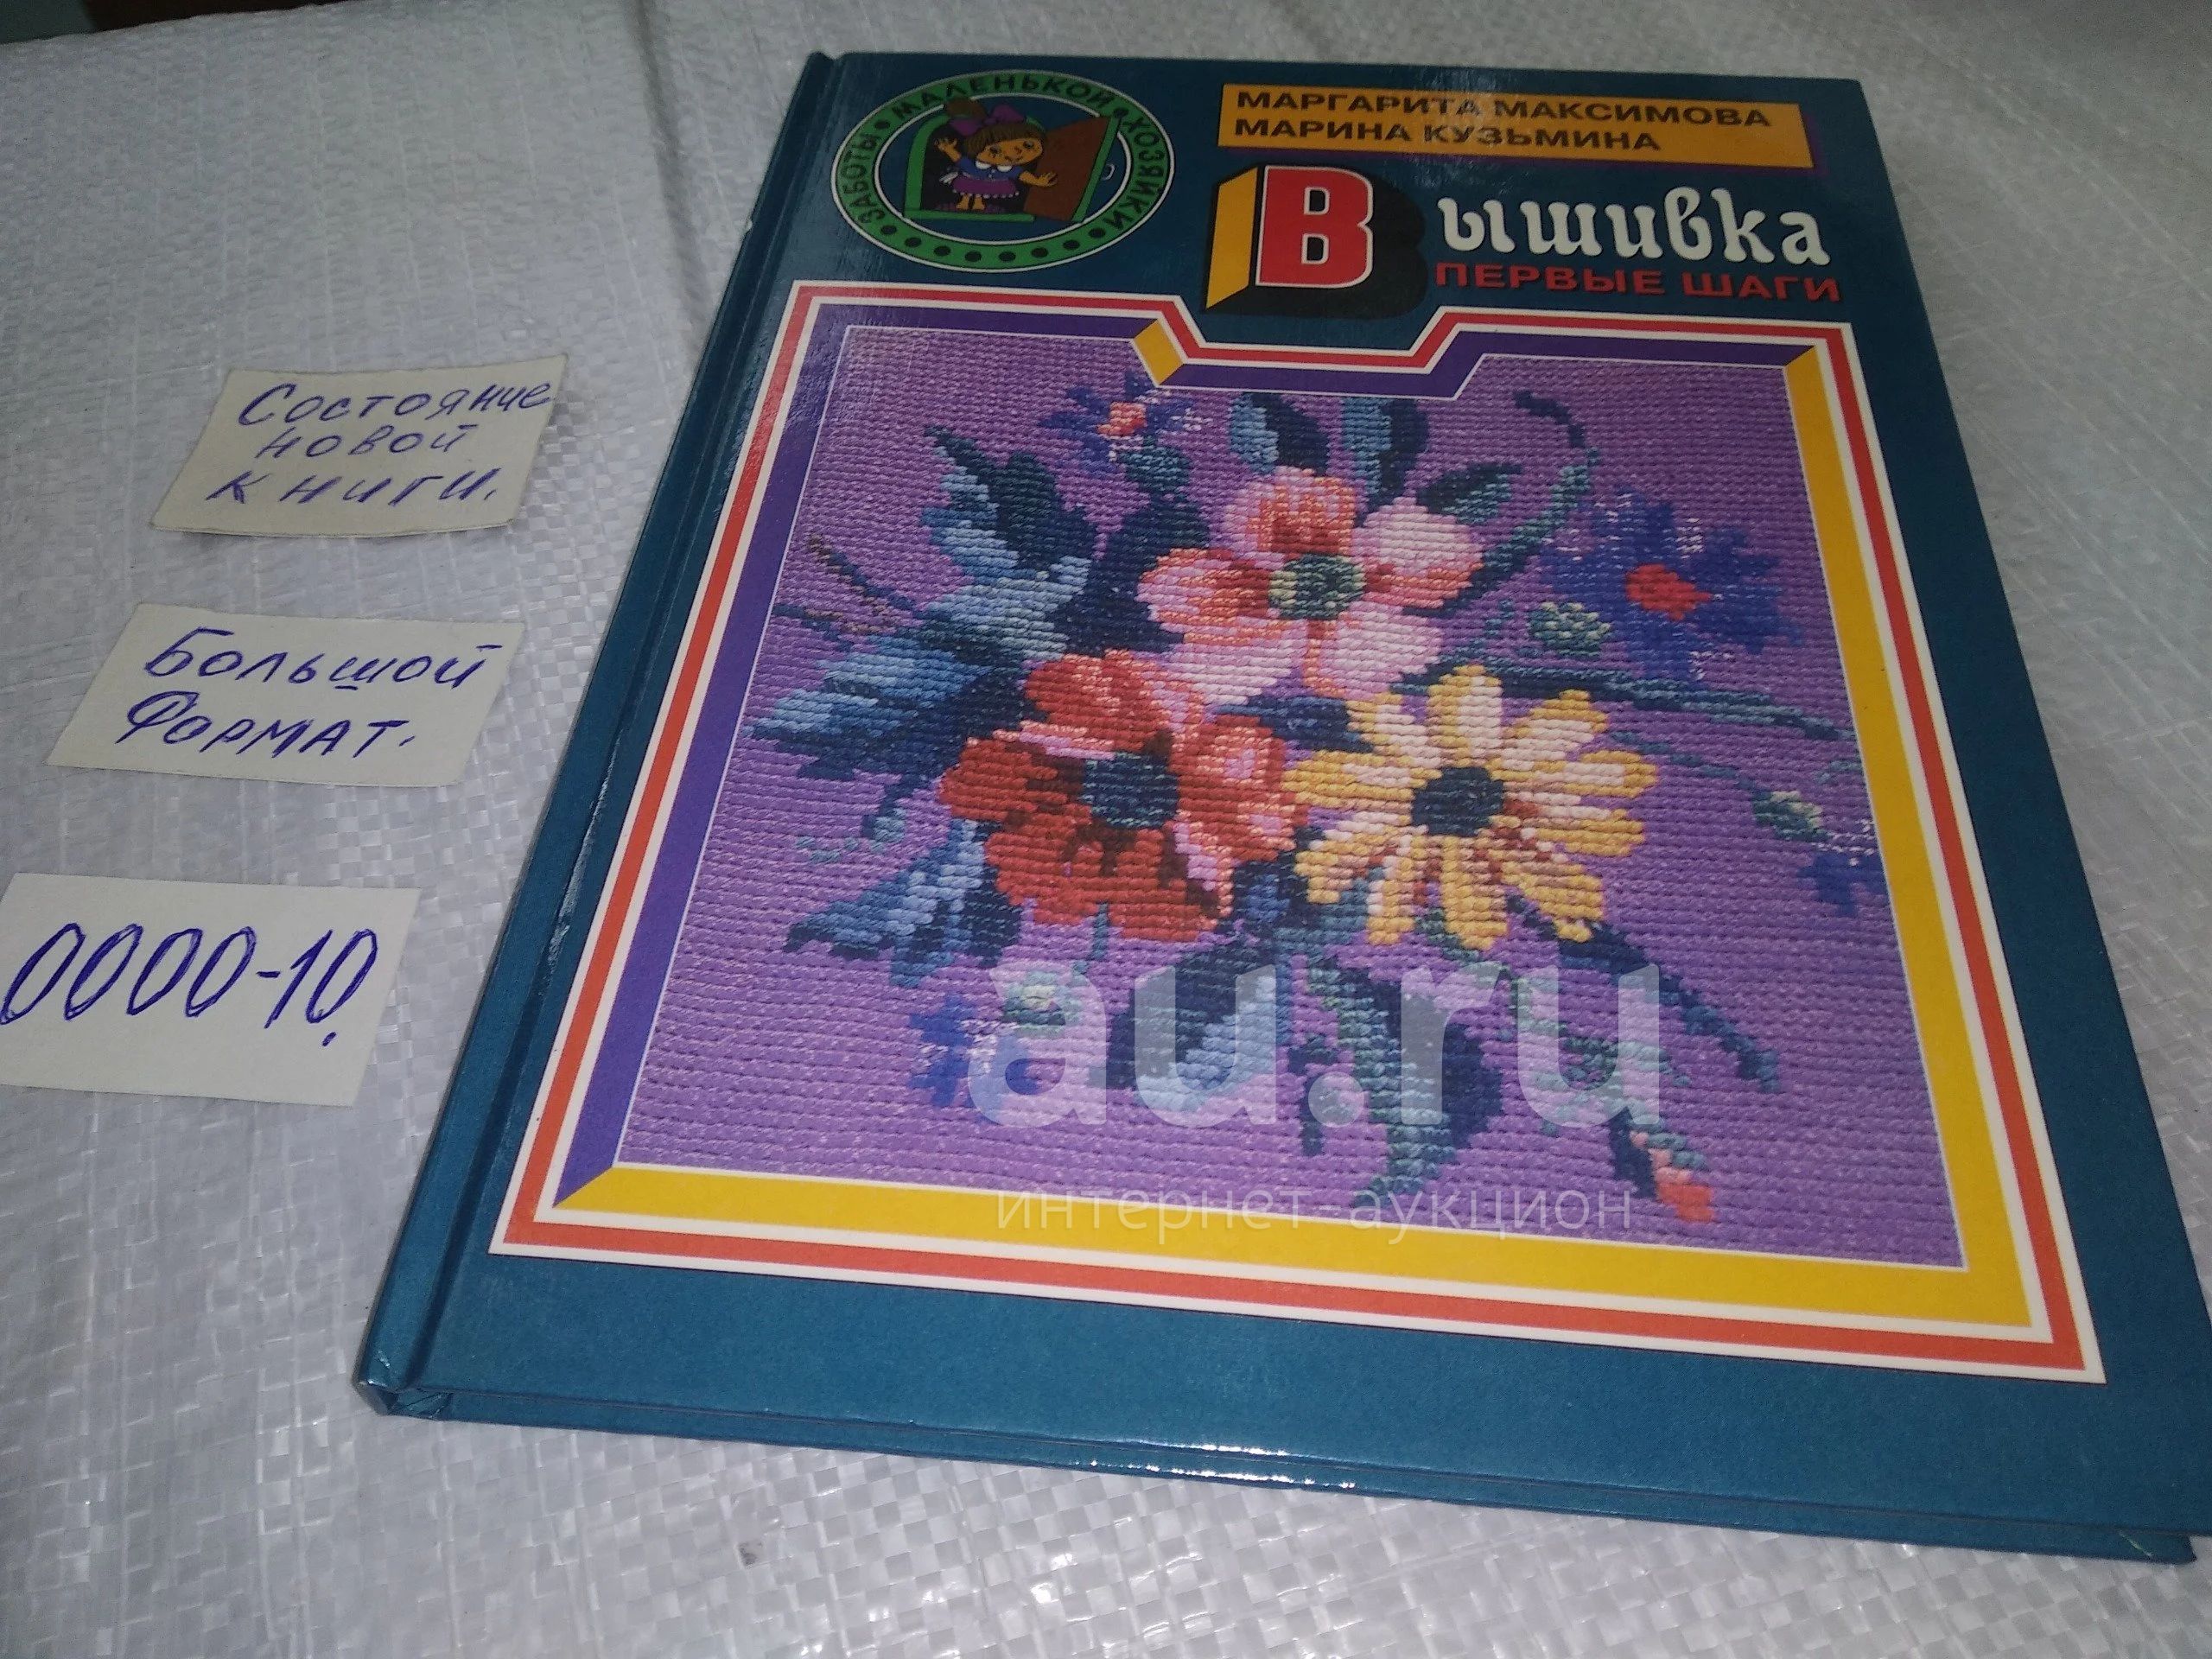 ЗАБОТЫ • МАЛЕНЬКОЙ • ХОЗЯЙКИ
МАРГАРИТА МАКСИМОВА
МАРИНА КУЗЬМИНА
Вышивка
ПЕРВЫЕ ШАГИ
Состояние
новой
книги.
Большой
Формат.
0000-10.
au.ru
интернет-аукцион